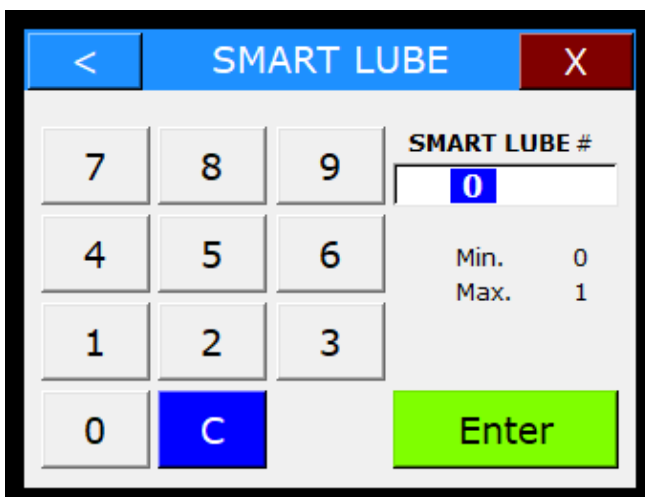 < SMART LUBE X
SMART LUBE #
7 8 9
0
4 5 6
Min. 0
Max. 1
1 2 3
0 C Enter